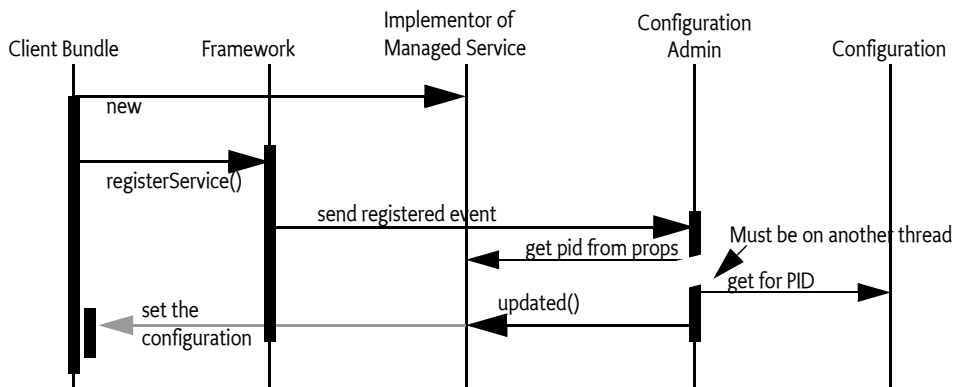 Client Bundle
Framework
Implementor of
Managed Service
Configuration
Admin
Configuration
new
registerService()
send registered event
get pid from props
Must be on another thread
get for PID
updated()
set the
configuration